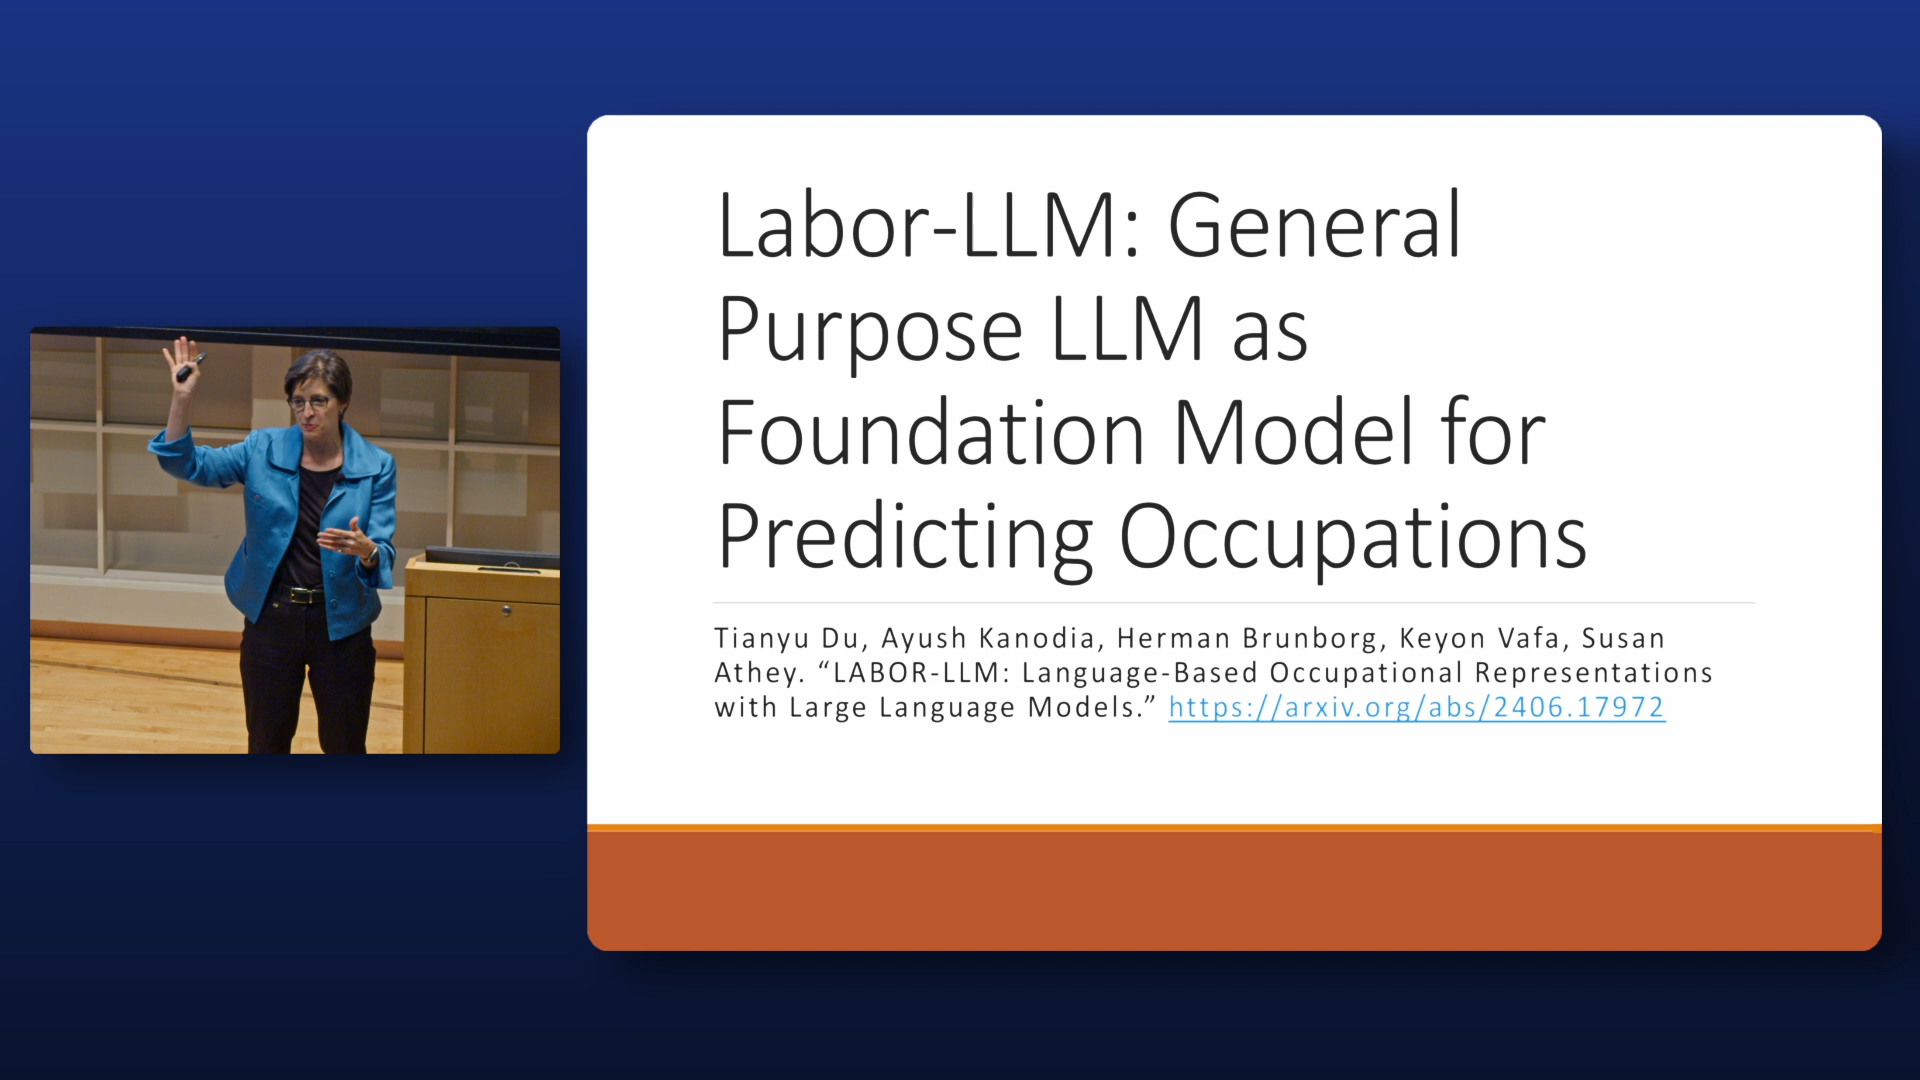 Labor-LLM: General
Purpose LLM as
Foundation Model for
Predicting Occupations
Tianyu Du, Ayush Kanodia, Herman Brunborg, Keyon Vafa, Susan
Athey. “LABOR-LLM: Language-Based Occupational Representations
with Large Language Models.” https://arxiv.org/abs/2406.17972